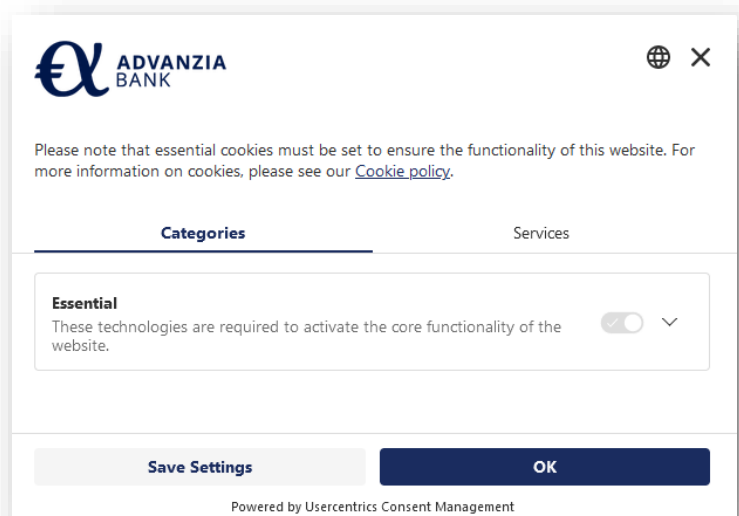 ADVANZIA
BANK
Please note that essential cookies must be set to ensure the functionality of this website. For
more information on cookies, please see our Cookie policy.
Categories
Services
Essential
These technologies are required to activate the core functionality of the
website.
Save Settings
OK
Powered by Usercentrics Consent Management